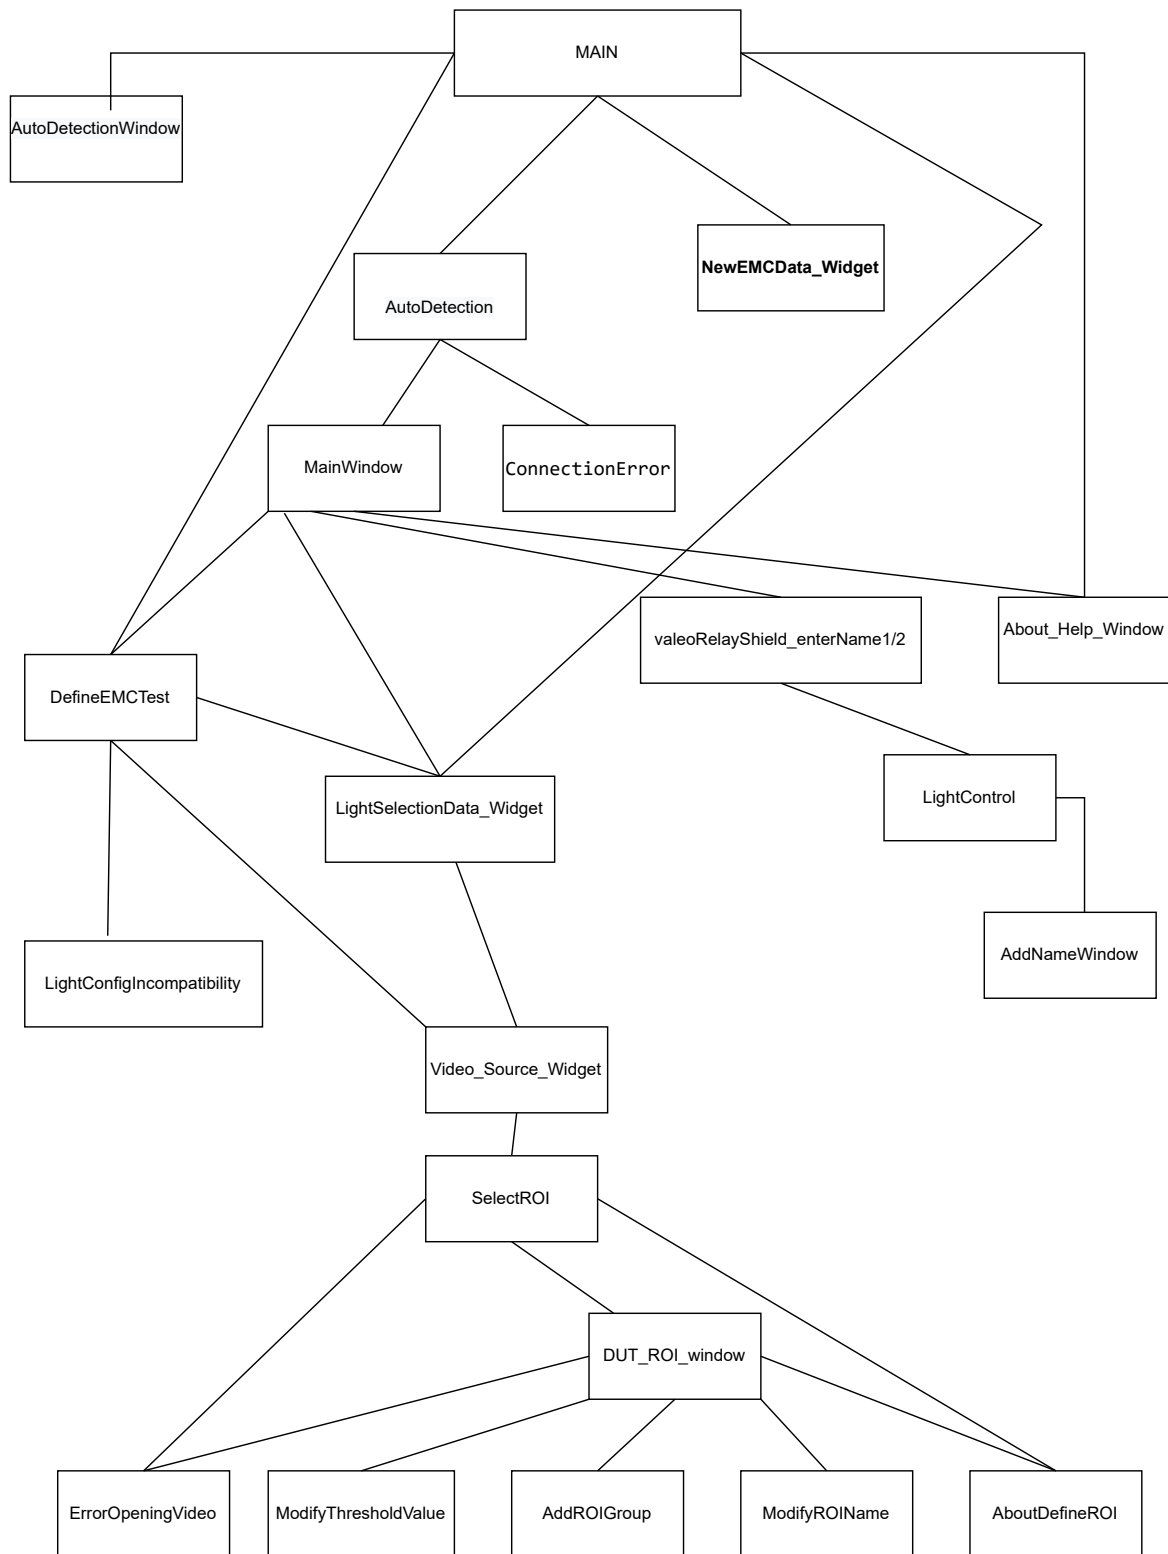 MAIN
AutoDetectionWindow
NewEMCData_Widget
AutoDetection
MainWindow
ConnectionError
valeoRelayShield_enterName1/2
About_Help_Window
DefineEMCTest
LightSelectionData_Widget
LightControl
AddNameWindow
LightConfigIncompatibility
Video_Source_Widget
SelectROI
DUT_ROI_window
ErrorOpeningVideo
ModifyThresholdValue
AddROIGroup
ModifyROIName
AboutDefineROI